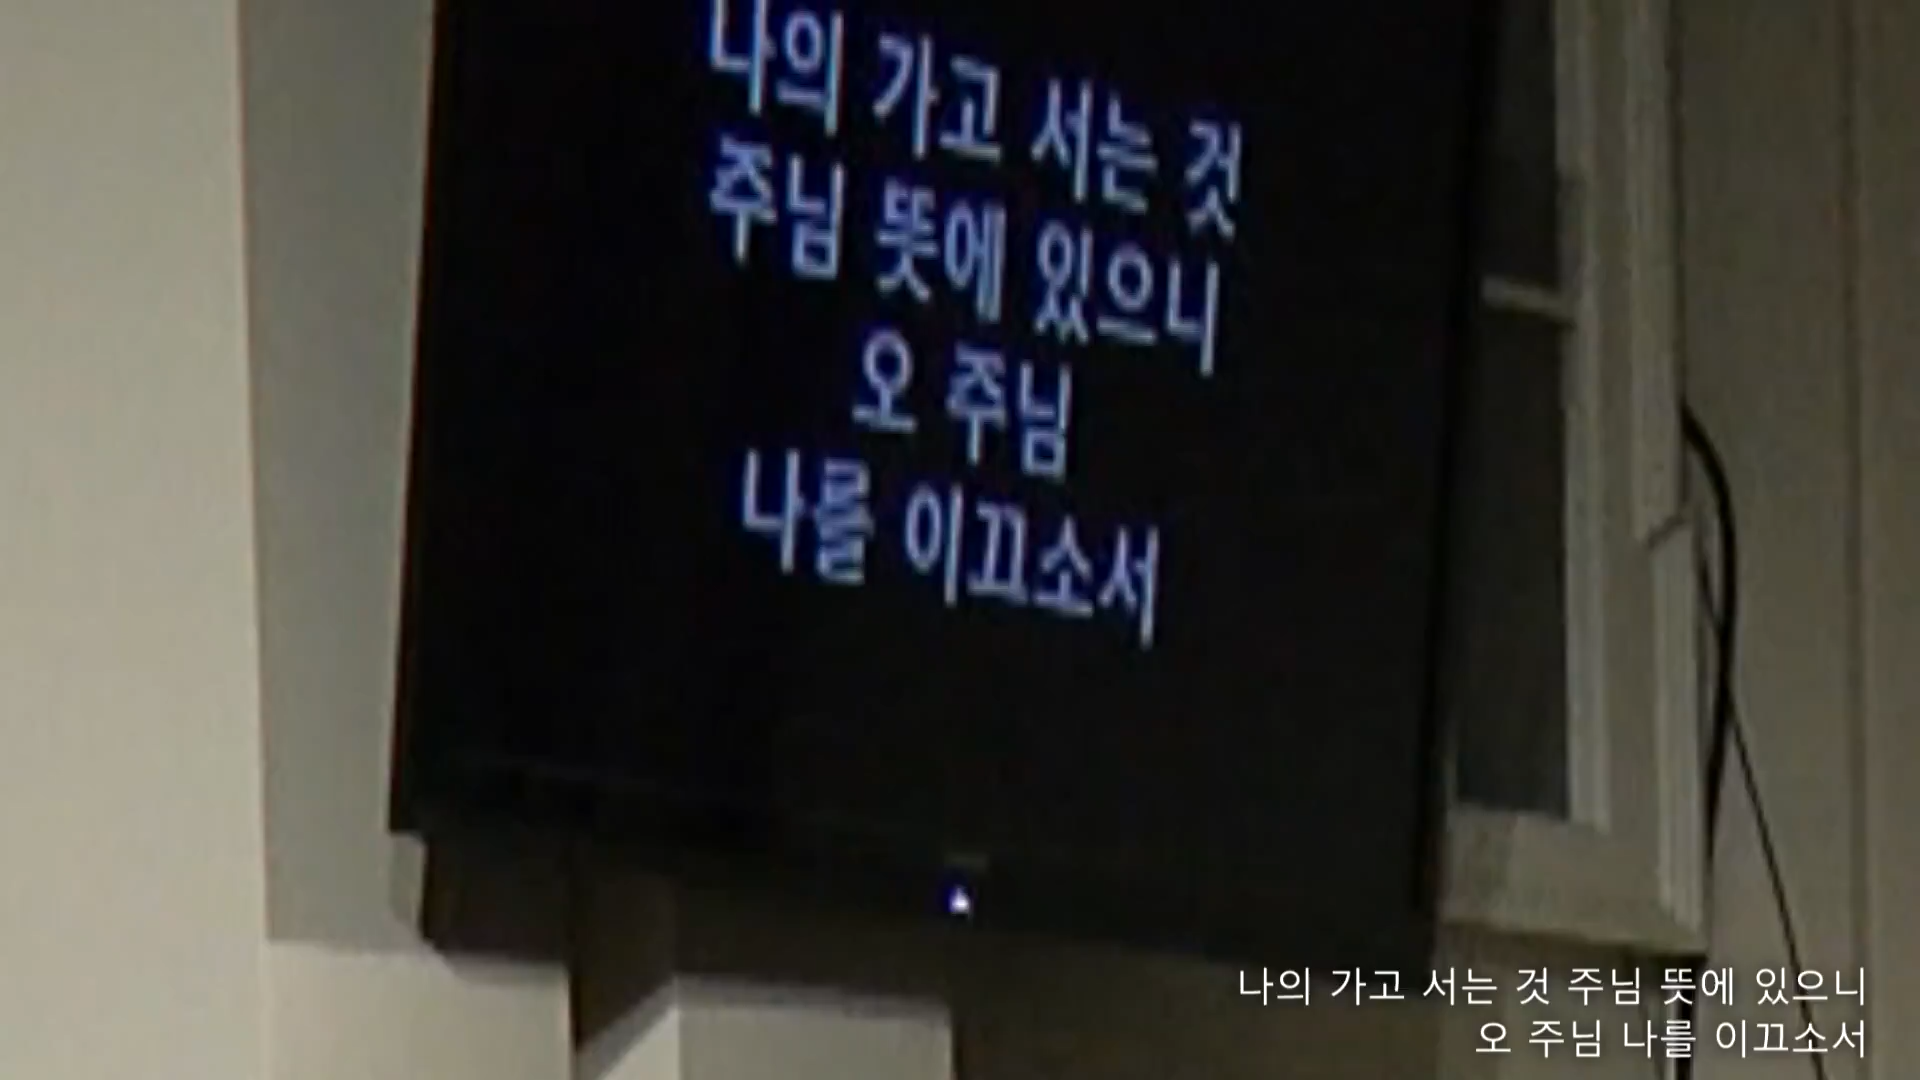 나의 가고 서는 것
주님 뜻에 있으니
오 주님
나를 이끄소서
나의 가고 서는 것 주님 뜻에 있으니
오 주님 나를 이끄소서